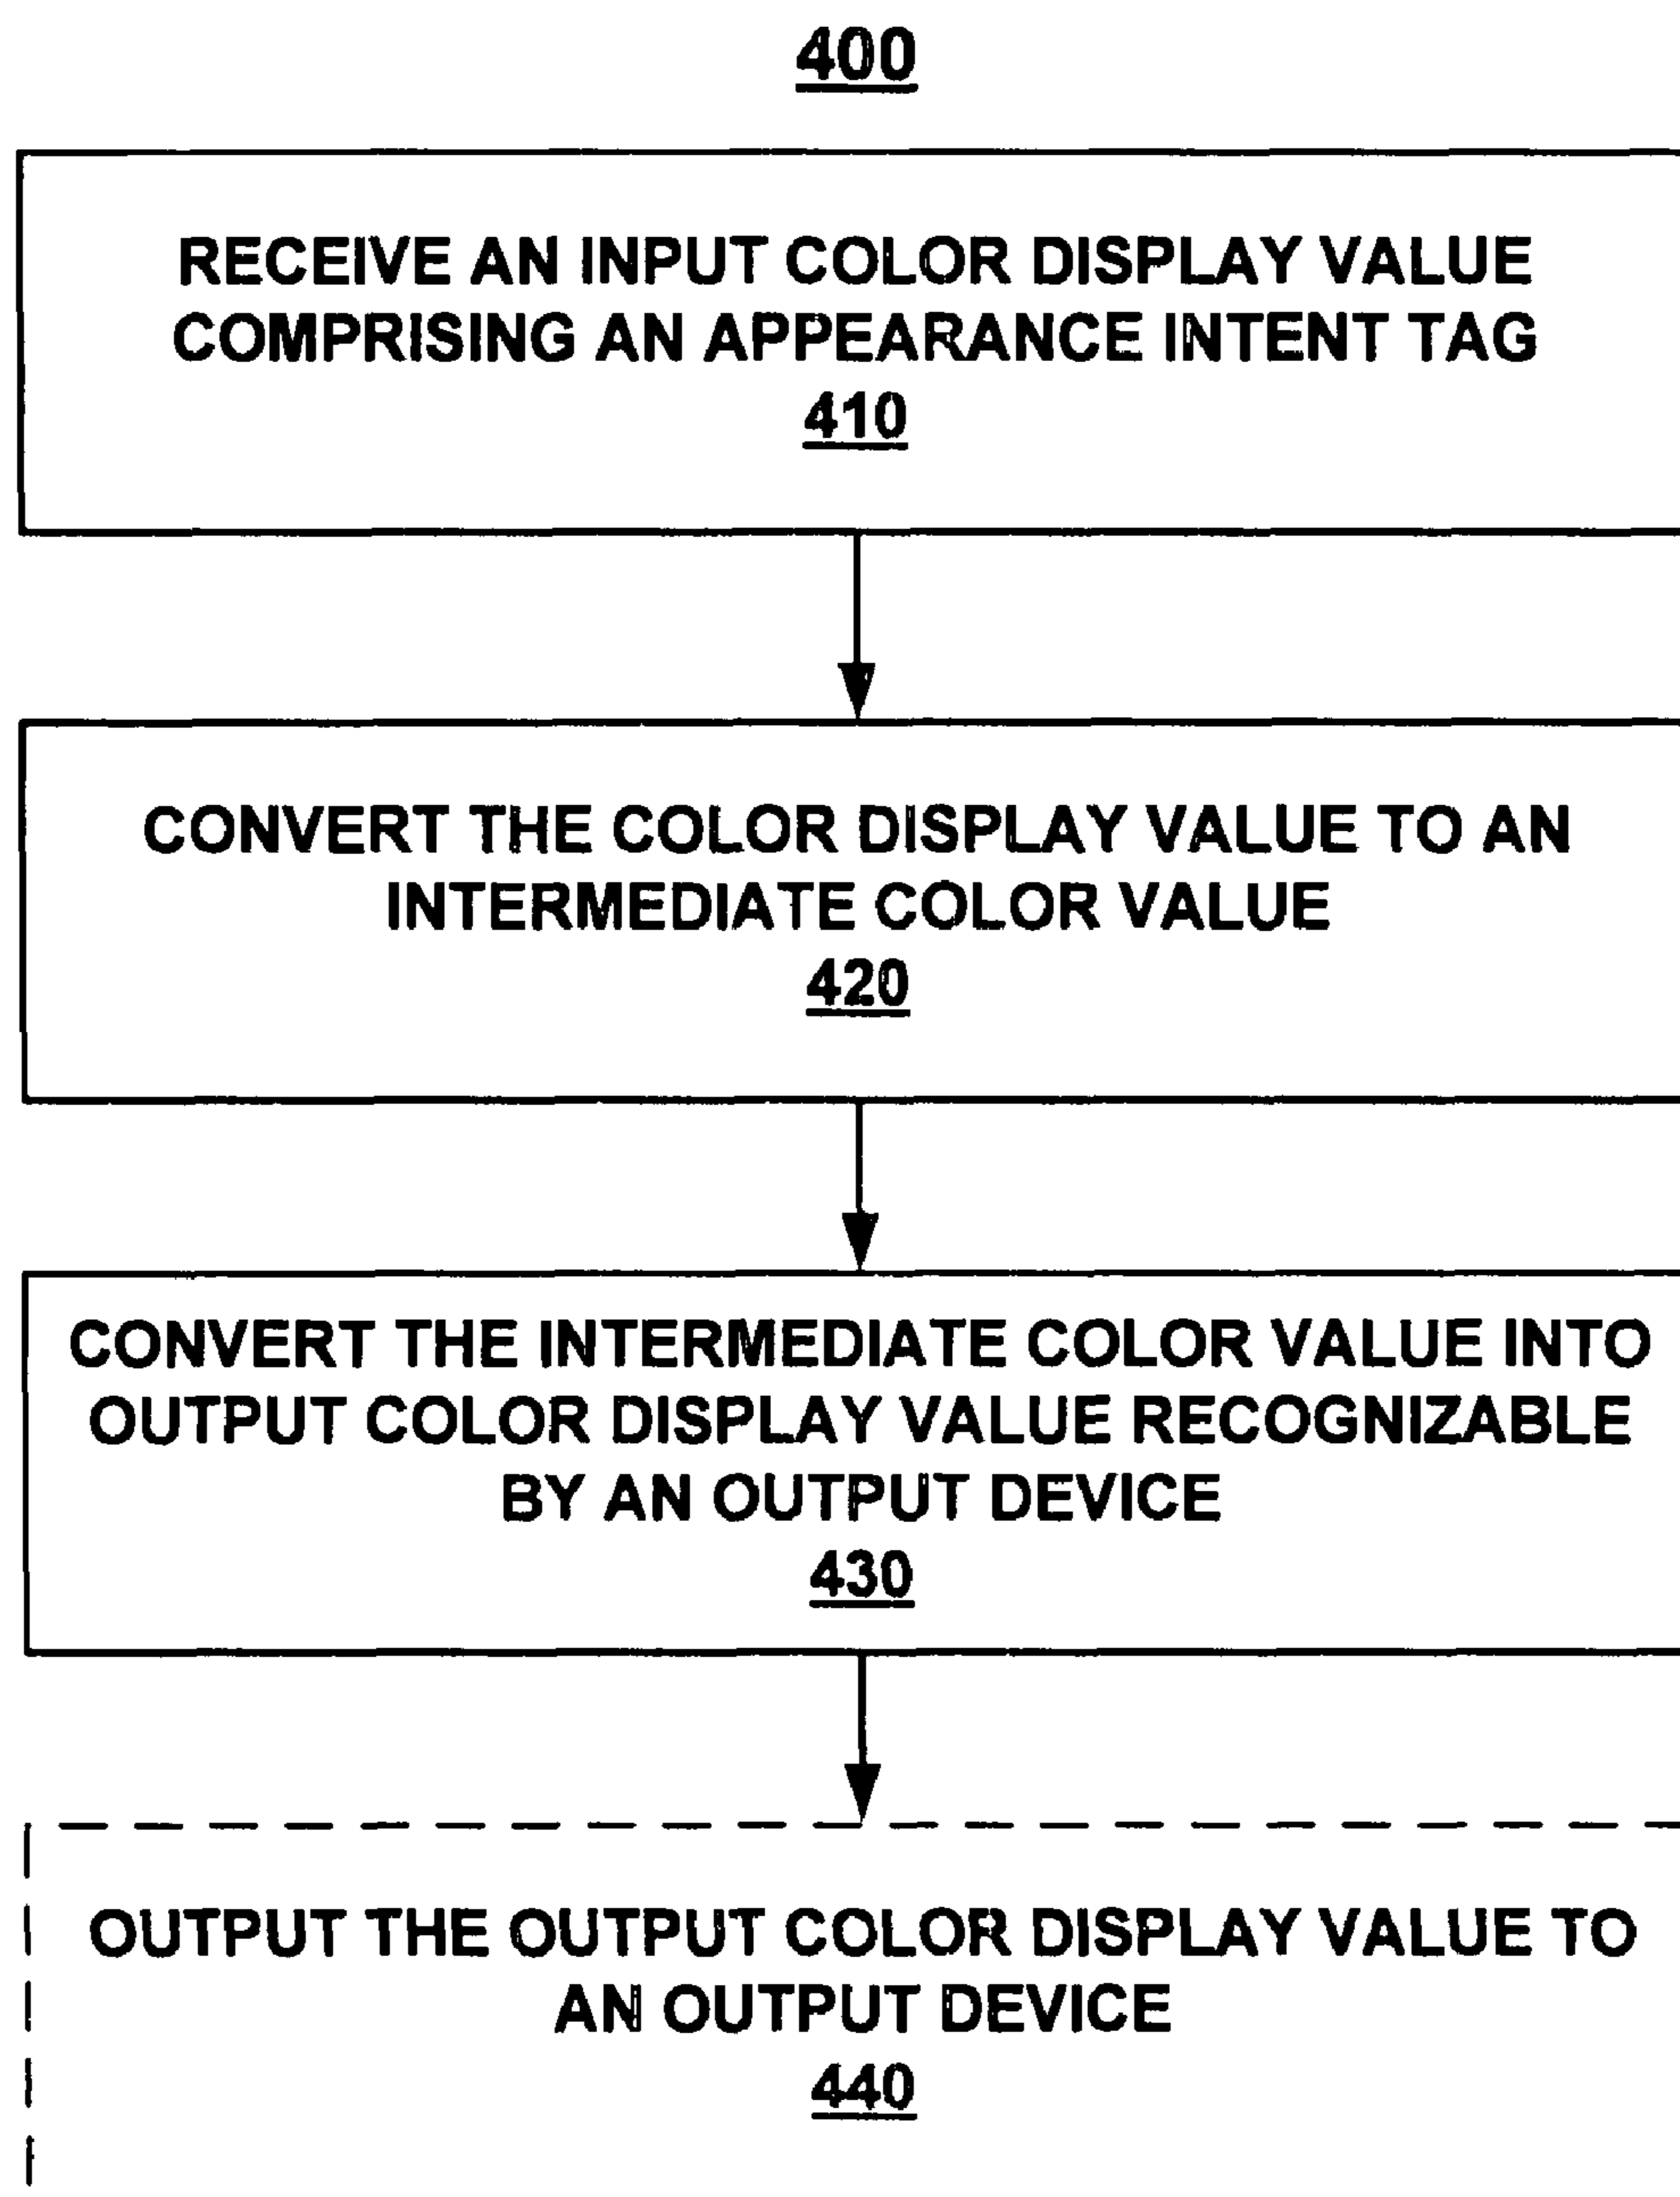 400
RECEIVE AN INPUT COLOR DISPLAY VALUE
COMPRISING AN APPEARANCE INTENT TAG
410
CONVERT THE COLOR DISPLAY VALUE TO AN
INTERMEDIATE COLOR VALUE
420
CONVERT THE INTERMEDIATE COLOR VALUE INTO
OUTPUT COLOR DISPLAY VALUE RECOGNIZABLE
BY AN OUTPUT DEVICE
430
OUTPUT THE OUTPUT COLOR DISPLAY VALUE TO
AN OUTPUT DEVICE
440